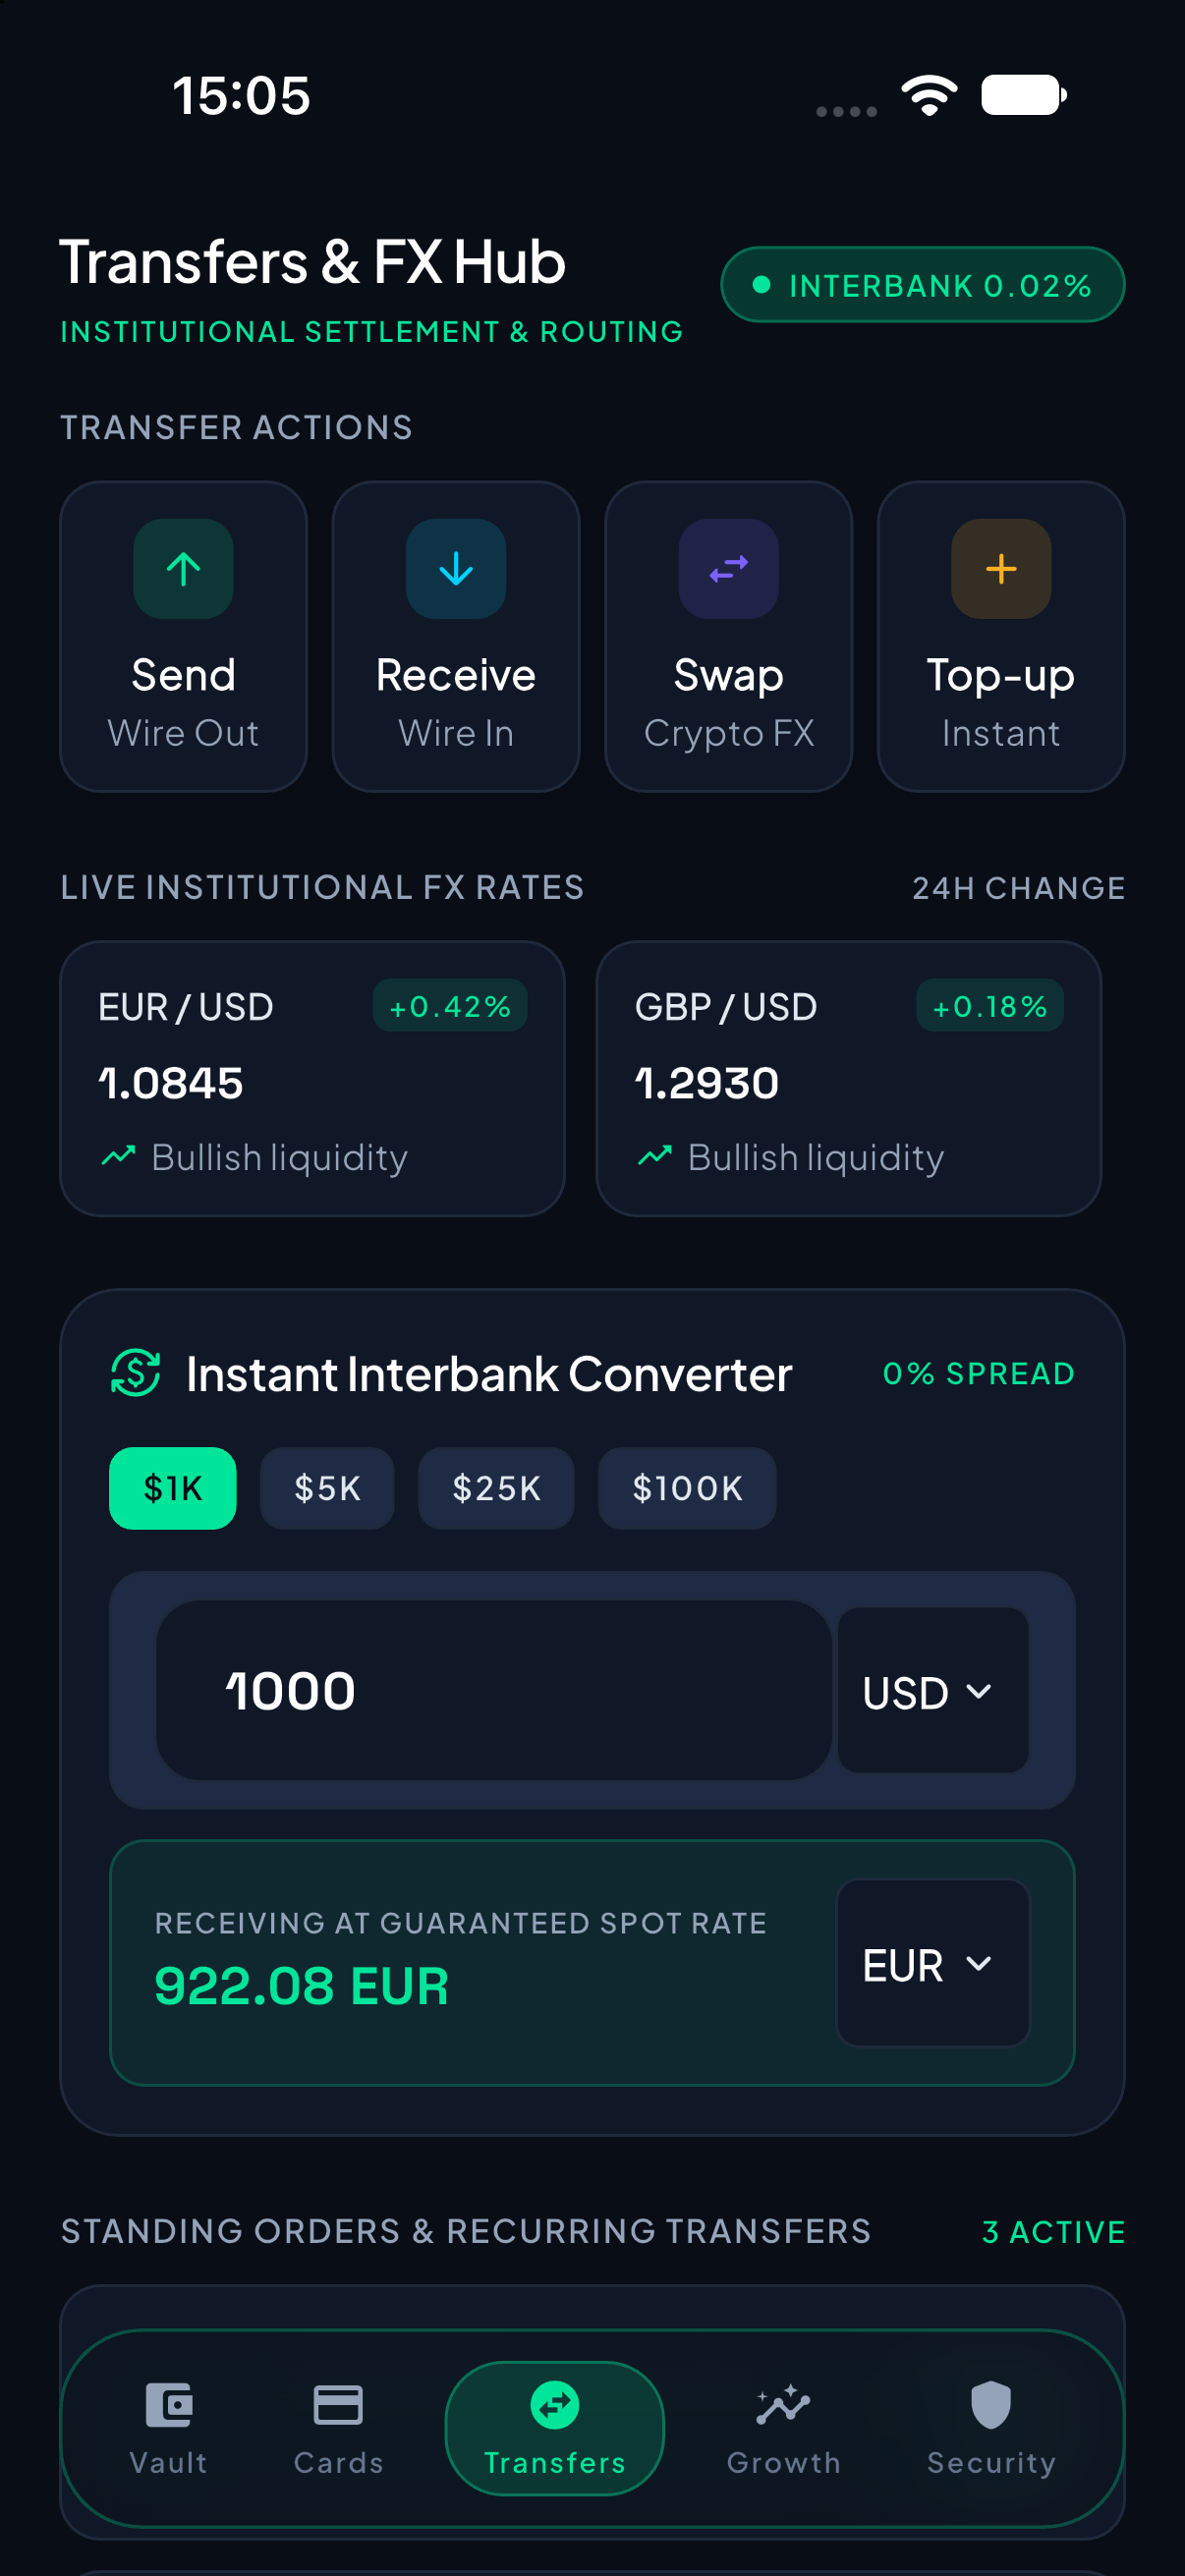 15:05
Transfers & FX Hub
INSTITUTIONAL SETTLEMENT & ROUTING
INTERBANK 0.02%
TRANSFER ACTIONS
Send
Wire Out
Receive
Wire In
Swap
Crypto FX
Top-up
Instant
LIVE INSTITUTIONAL FX RATES
24H CHANGE
EUR / USD
+0.42%
1.0845
Bullish liquidity
GBP / USD
+0.18%
1.2930
Bullish liquidity
Instant Interbank Converter
0% SPREAD
$1K
$5K
$25K
$100K
1000
USD
RECEIVING AT GUARANTEED SPOT RATE
922.08 EUR
EUR
STANDING ORDERS & RECURRING TRANSFERS
3 ACTIVE
Vault
Cards
Transfers
Growth
Security